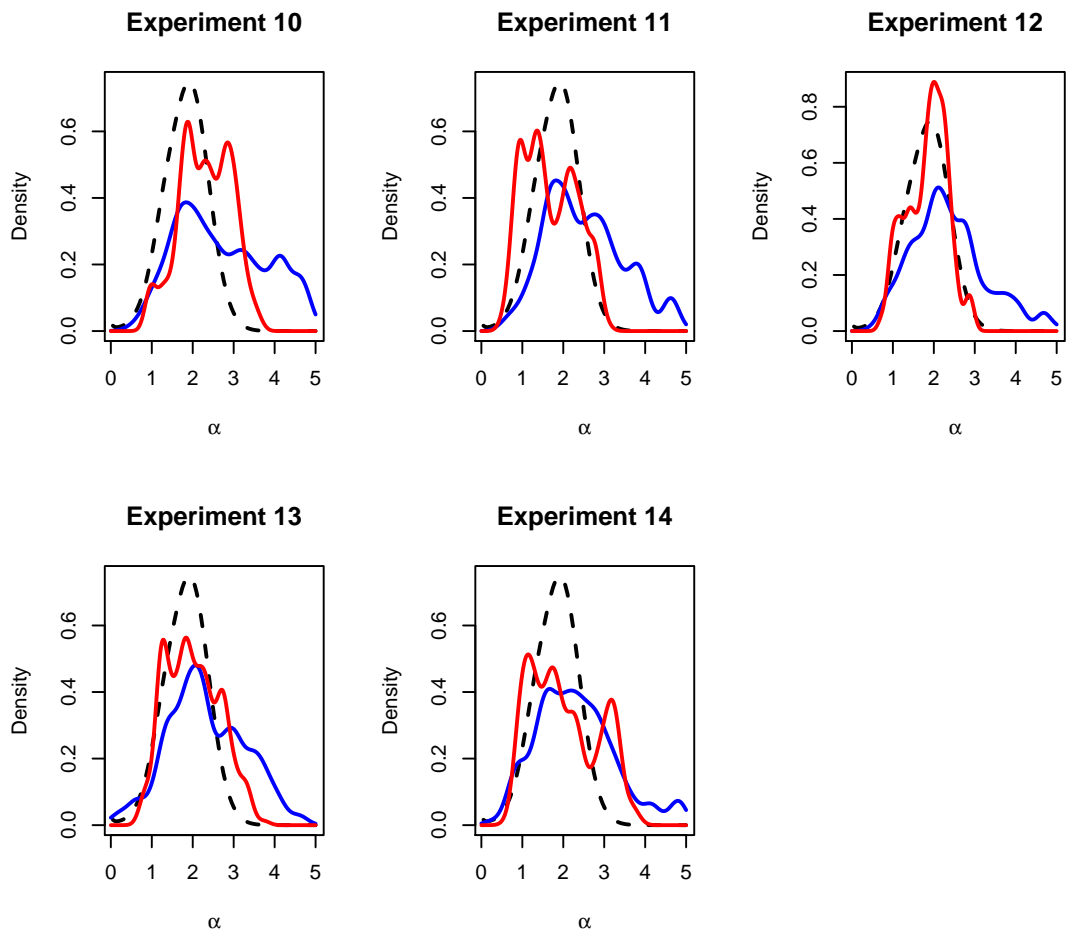 Experiment 10
Density
0.0 0.2 0.4 0.6
0 1 2 3 4 5
α
Experiment 11
Density
0.0 0.2 0.4 0.6
0 1 2 3 4 5
α
Experiment 12
Density
0.0 0.2 0.4 0.6 0.8
0 1 2 3 4 5
α
Experiment 13
Density
0.0 0.2 0.4 0.6
0 1 2 3 4 5
α
Experiment 14
Density
0.0 0.2 0.4 0.6
0 1 2 3 4 5
α